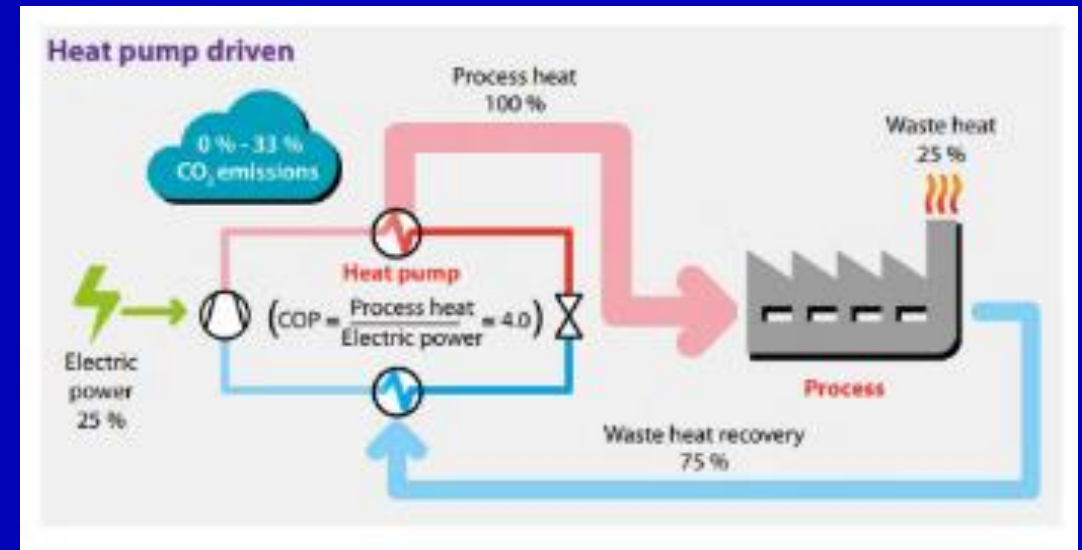 Heat pump driven
Process heat
100 %
Waste heat
25 %
0 % - 33 %
CO₂ emissions
Heat pump
(COP = Process heat / Electric power = 4.0)
Electric
power
25 %
Process
Waste heat recovery
75 %